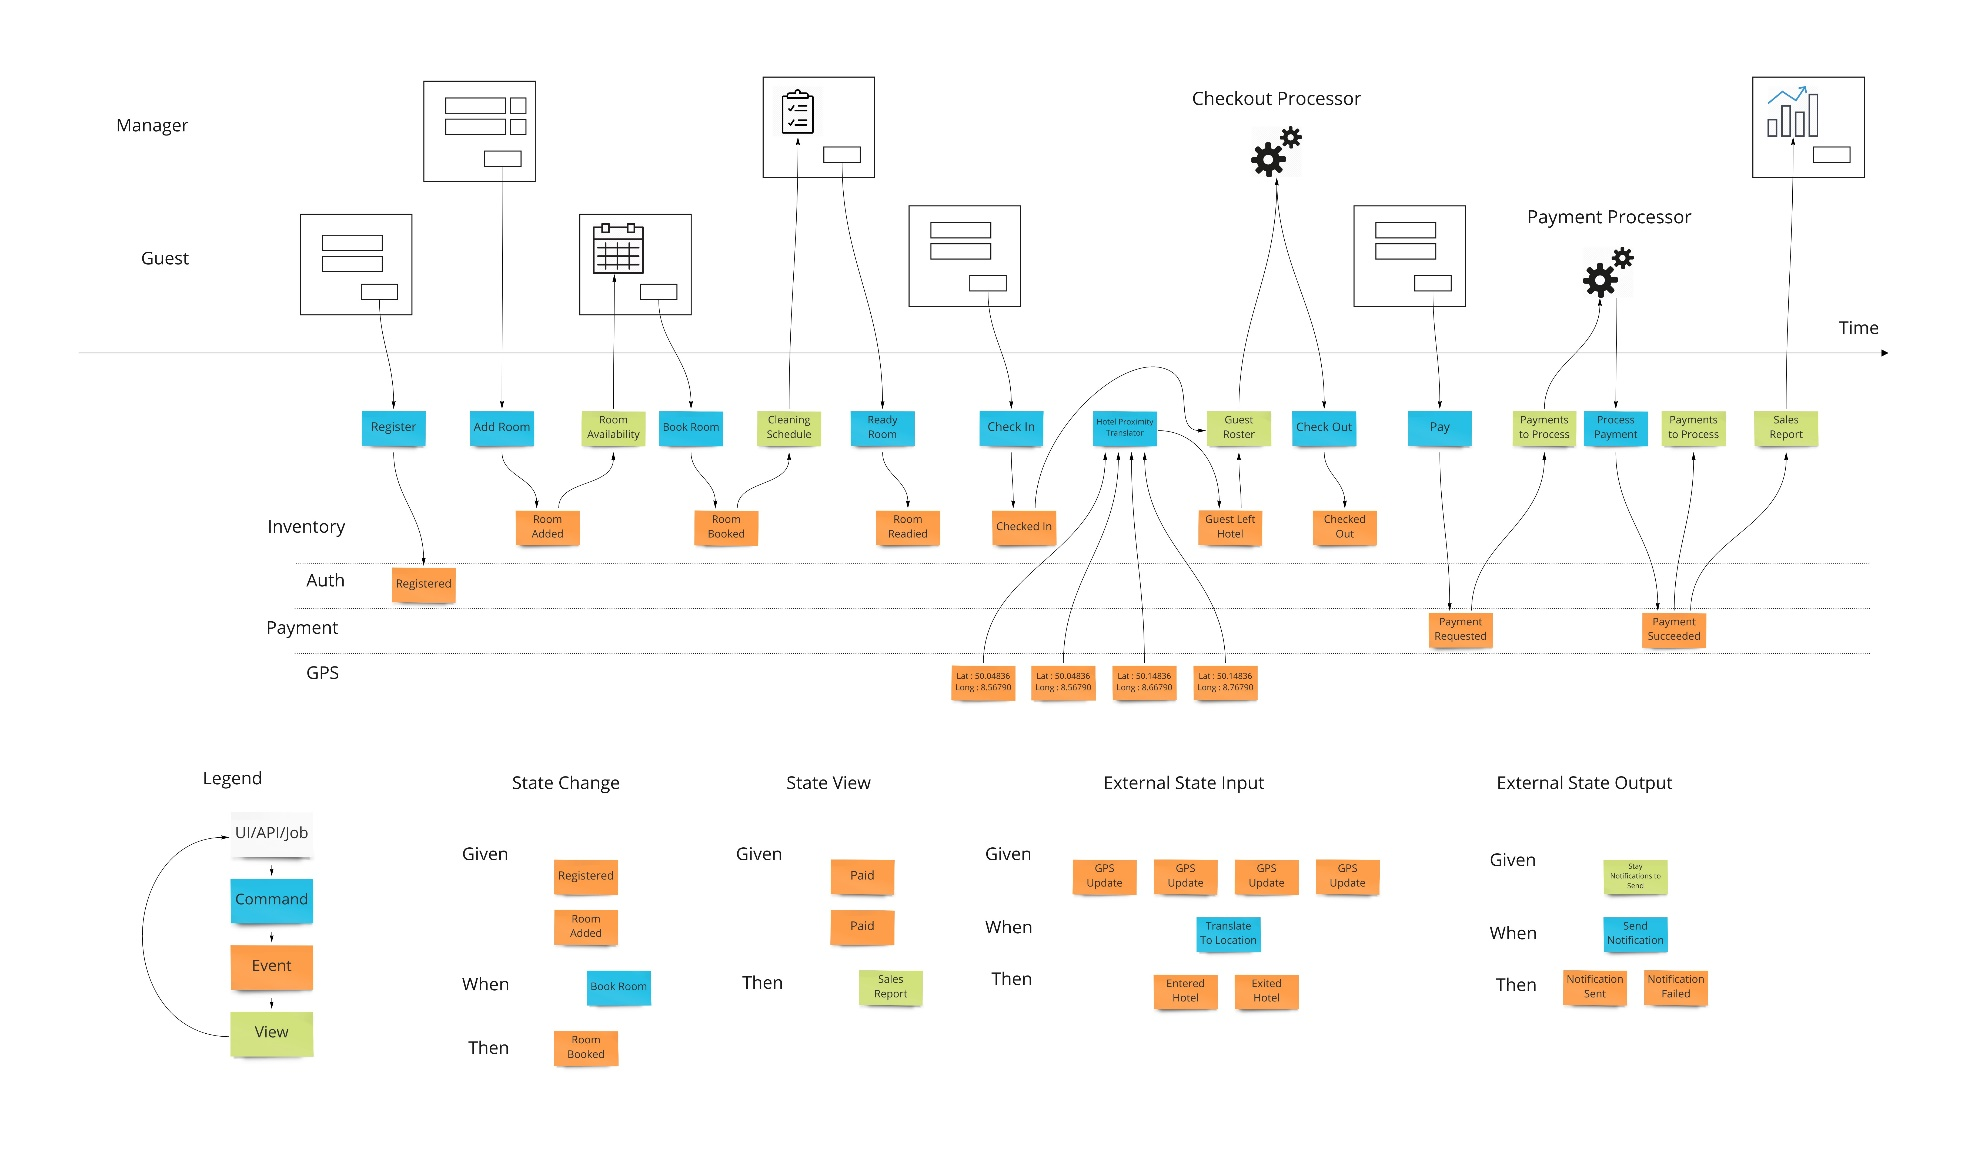 Manager
Checkout Processor
Guest
Payment Processor
Time
Register
Add Room
Room
Availability
Book Room
Cleaning
Schedule
Ready
Room
Check In
Hotel Proximity
Translator
Guest
Roster
Check Out
Pay
Payments
to Process
Process
Payment
Payments
to Process
Sales
Report
Inventory
Room
Added
Room
Booked
Room
Readied
Checked In
Guest Left
Hotel
Checked
Out
Auth
Registered
Payment
Payment
Requested
Payment
Succeeded
GPS
Lat : 50.04836
Long : 8.56790
Lat : 50.04836
Long : 8.56790
Lat : 50.14836
Long : 8.66790
Lat : 50.14836
Long : 8.76790
Legend
UI/API/Job
Command
Event
View
State Change
Given
Registered
Room
Added
When
Book Room
Then
Room
Booked
State View
Given
Paid
Paid
Then
Sales
Report
External State Input
Given
GPS
Update
GPS
Update
GPS
Update
GPS
Update
When
Translate
To Location
Then
Entered
Hotel
Exited
Hotel
External State Output
Given
Stay
Notifications to
Send
When
Send
Notification
Then
Notification
Sent
Notification
Failed